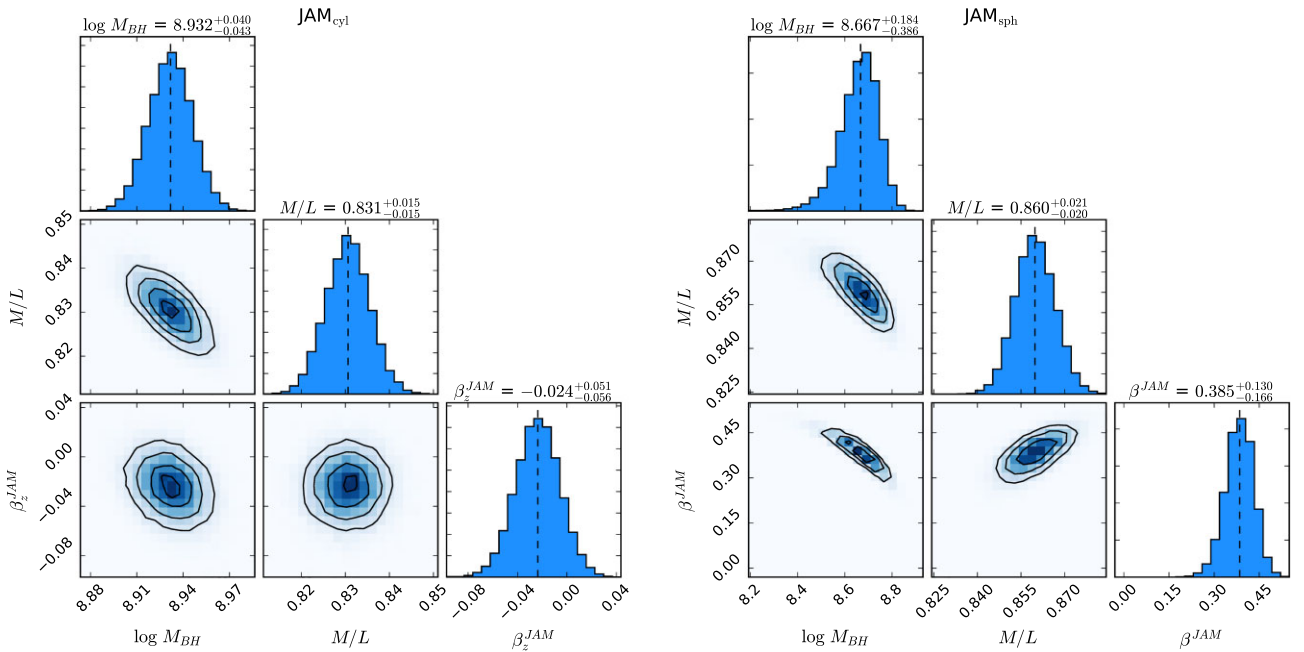 JAM_cyl
log M_BH = 8.932^{+0.040}_{-0.043}
M/L = 0.831^{+0.015}_{-0.015}
β_z^{JAM} = −0.024^{+0.051}_{-0.056}
M/L
0.85
0.84
0.83
0.82
β_z^{JAM}
0.04
0.00
−0.04
−0.08
8.88 8.91 8.94 8.97
0.82 0.83 0.84 0.85
−0.08 −0.04 0.00 0.04
log M_BH
M/L
β_z^{JAM}
JAM_sph
log M_BH = 8.667^{+0.184}_{-0.386}
M/L = 0.860^{+0.021}_{-0.020}
β^{JAM} = 0.385^{+0.130}_{-0.166}
M/L
0.870
0.855
0.840
0.825
β^{JAM}
0.45
0.30
0.15
0.00
8.2 8.4 8.6 8.8
0.825 0.840 0.855 0.870
0.00 0.15 0.30 0.45
log M_BH
M/L
β^{JAM}